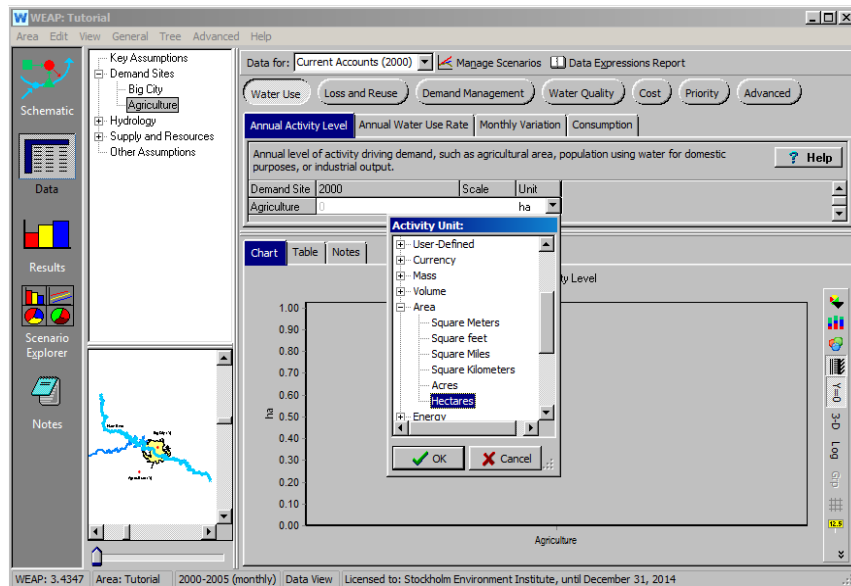 WEAP: Tutorial
Area Edit View General Tree Advanced Help
Schematic
Data
Results
Scenario
Explorer
Notes
Key Assumptions
Demand Sites
Big City
Agriculture
Hydrology
Supply and Resources
Other Assumptions
Data for: Current Accounts (2000) Manage Scenarios Data Expressions Report
Water Use Loss and Reuse Demand Management Water Quality Cost Priority Advanced
Annual Activity Level Annual Water Use Rate Monthly Variation Consumption
Annual level of activity driving demand, such as agricultural area, population using water for domestic
purposes, or industrial output.
? Help
Demand Site 2000 Scale Unit
Agriculture 0 ha
Activity Unit:
User-Defined
Currency
Mass
Volume
Area
Square Meters
Square feet
Square Miles
Square Kilometers
Acres
Hectares
Energy
OK Cancel
Chart Table Notes
ty Level
1.00
0.90
0.80
0.70
0.60
0.50
0.40
0.30
0.20
0.10
0.00
ha
Agriculture
Y=0
3-D
Log
12.5
WEAP: 3.4347 Area: Tutorial 2000-2005 (monthly) Data View Licensed to: Stockholm Environment Institute, until December 31, 2014